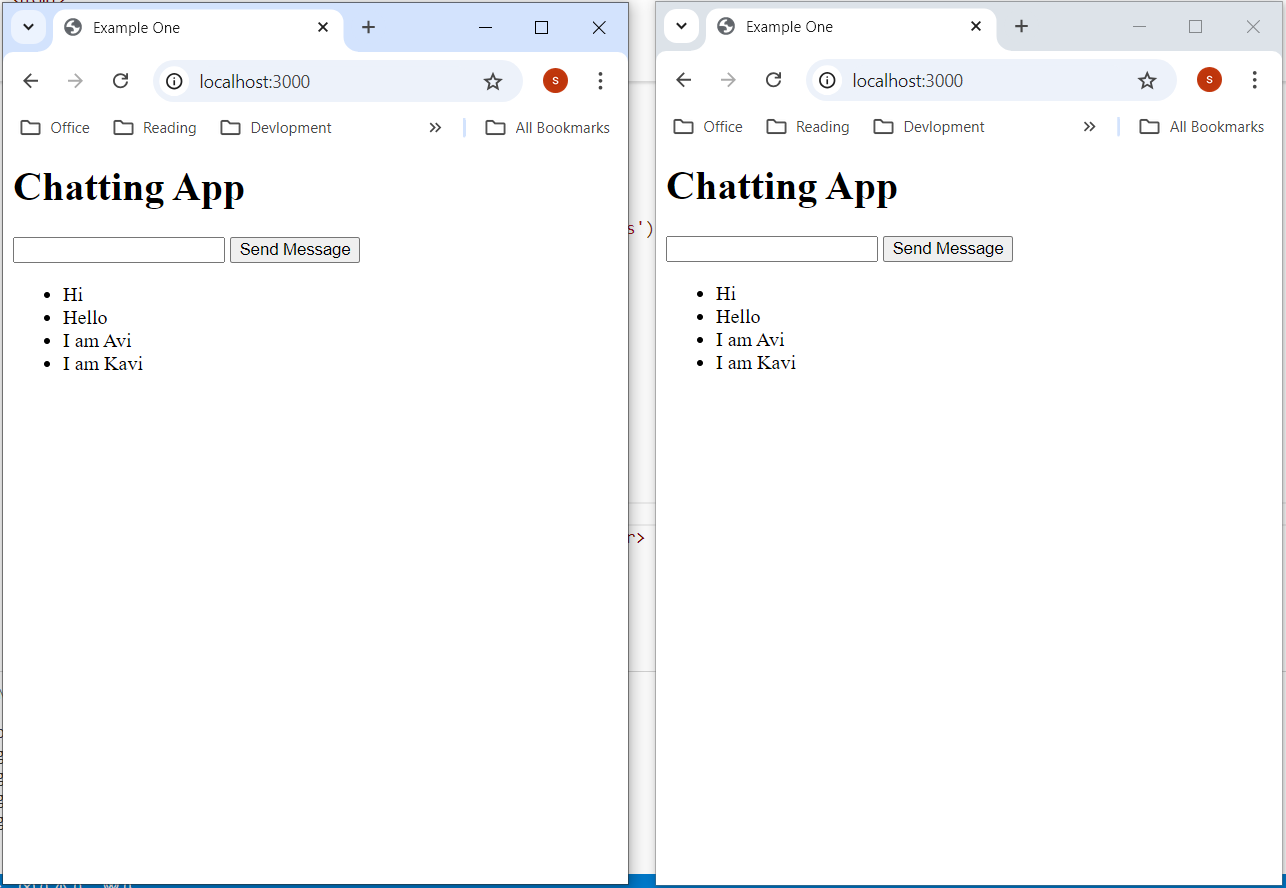 Example One
localhost:3000
S
Office Reading Devlopment » All Bookmarks
Chatting App
Send Message
• Hi
• Hello
• I am Avi
• I am Kavi
Example One
localhost:3000
S
Office Reading Devlopment » All Bookmarks
Chatting App
Send Message
• Hi
• Hello
• I am Avi
• I am Kavi
s')
r>